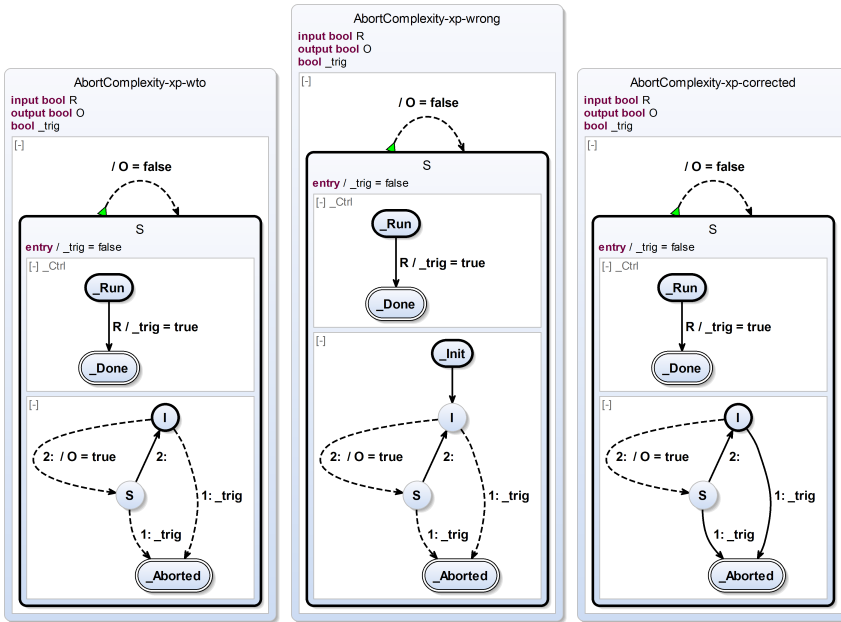 AbortComplexity-xp-wto
input bool R
output bool O
bool _trig
[-]
/ O = false
S
entry / _trig = false
[-] _Ctrl
_Run
R / _trig = true
_Done
[-]
I
2: / O = true
2:
S
1: _trig
1: _trig
_Aborted
AbortComplexity-xp-wrong
input bool R
output bool O
bool _trig
[-]
/ O = false
S
entry / _trig = false
[-] _Ctrl
_Run
R / _trig = true
_Done
[-]
_Init
I
2: / O = true
2:
S
1: _trig
1: _trig
_Aborted
AbortComplexity-xp-corrected
input bool R
output bool O
bool _trig
[-]
/ O = false
S
entry / _trig = false
[-] _Ctrl
_Run
R / _trig = true
_Done
[-]
I
2: / O = true
2:
S
1: _trig
1: _trig
_Aborted